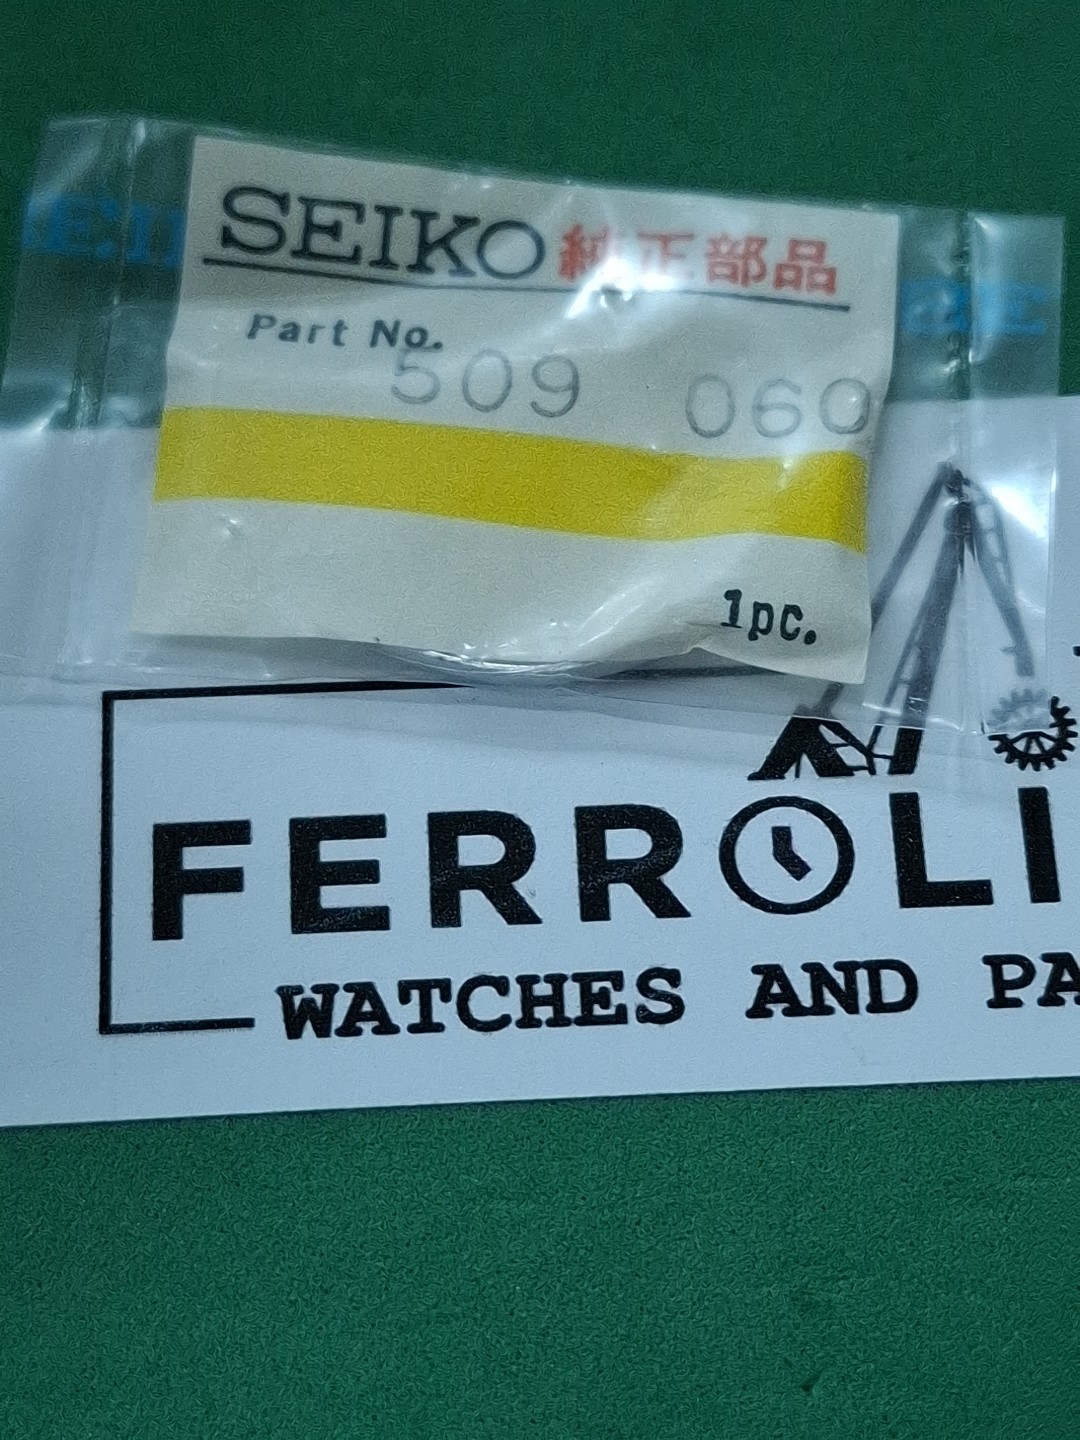 SEIKO 純正部品
Part No.
509 060
1pc.
FERROLI
WATCHES AND PA